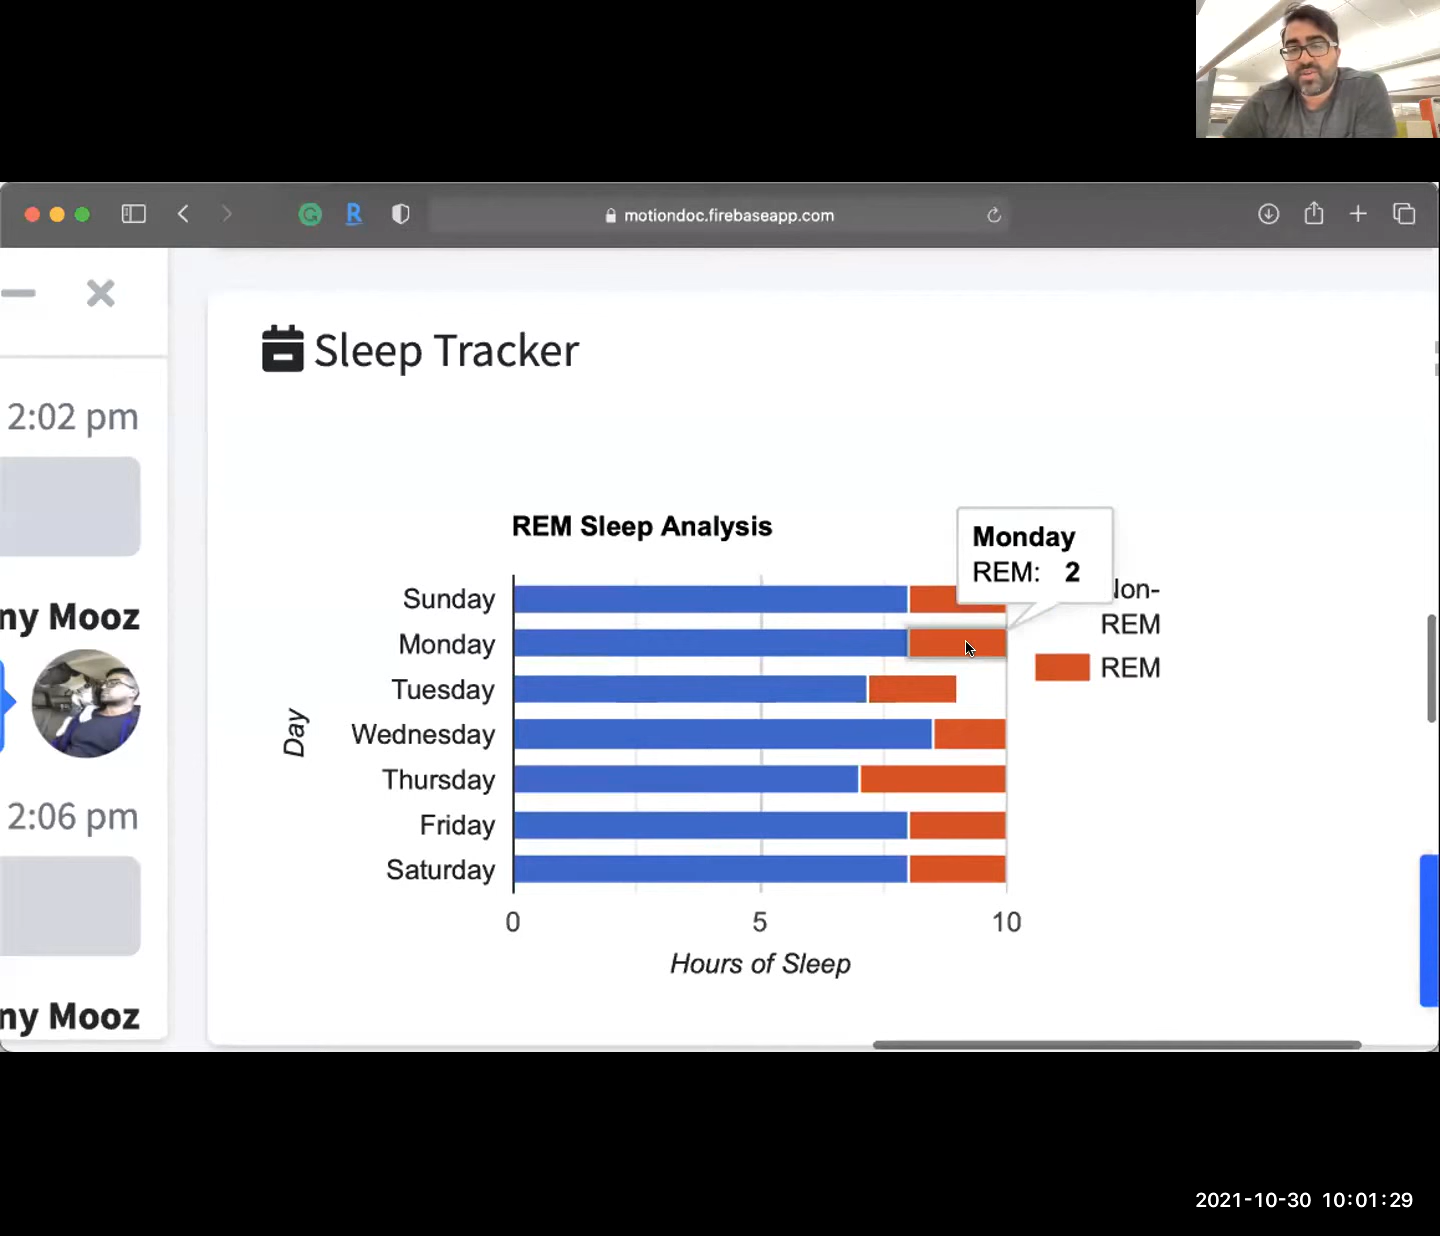 motiondoc.firebaseapp.com
Sleep Tracker
2:02 pm
ny Mooz
2:06 pm
ny Mooz
REM Sleep Analysis
Monday
REM: 2
Non-
REM
REM
Sunday
Monday
Tuesday
Wednesday
Thursday
Friday
Saturday
Day
0
5
10
Hours of Sleep
2021-10-30 10:01:29